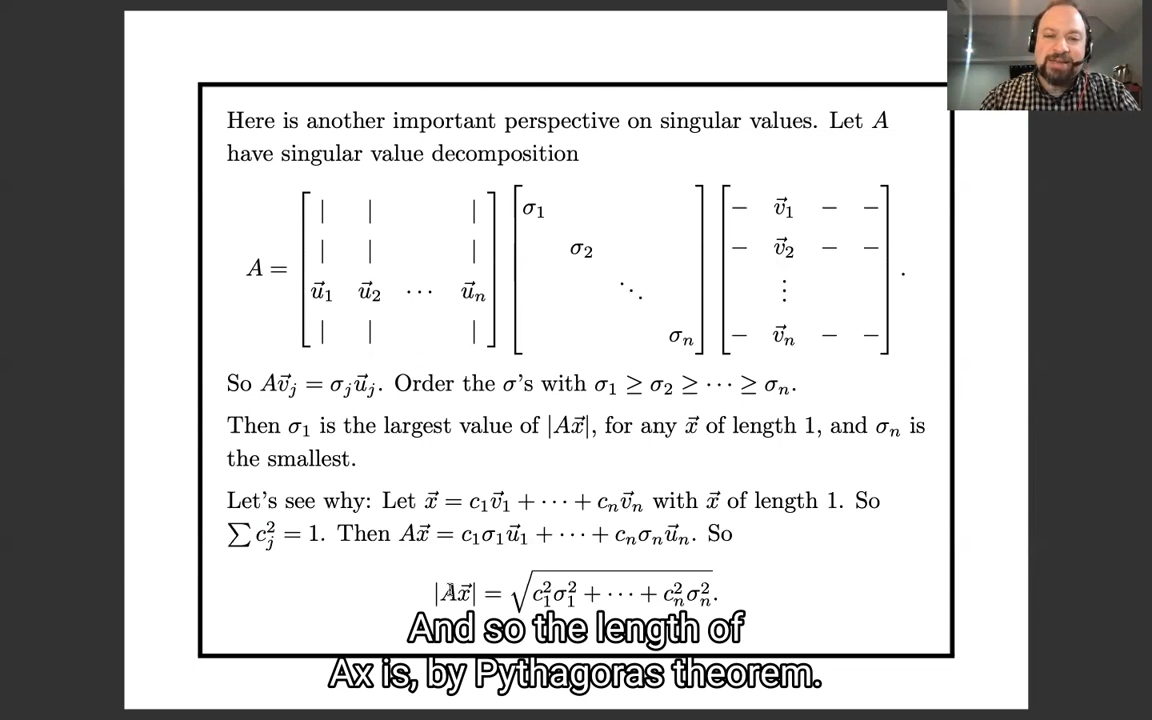 Here is another important perspective on singular values. Let A
have singular value decomposition
A = [ | | | ; | | | ; u⃗₁ u⃗₂ ⋯ u⃗ₙ ; | | | ] [ σ₁ ; σ₂ ; ⋱ ; σₙ ] [ − v⃗₁ − − ; − v⃗₂ − − ; ⋮ ; − v⃗ₙ − − ] .
So Av⃗ⱼ = σⱼu⃗ⱼ. Order the σ's with σ₁ ≥ σ₂ ≥ ⋯ ≥ σₙ.
Then σ₁ is the largest value of |Ax⃗|, for any x⃗ of length 1, and σₙ is
the smallest.
Let's see why: Let x⃗ = c₁v⃗₁ + ⋯ + cₙv⃗ₙ with x⃗ of length 1. So
∑ cⱼ² = 1. Then Ax⃗ = c₁σ₁u⃗₁ + ⋯ + cₙσₙu⃗ₙ. So
|Ax⃗| = √(c₁²σ₁² + ⋯ + cₙ²σₙ²).
And so the length of
Ax is, by Pythagoras theorem.